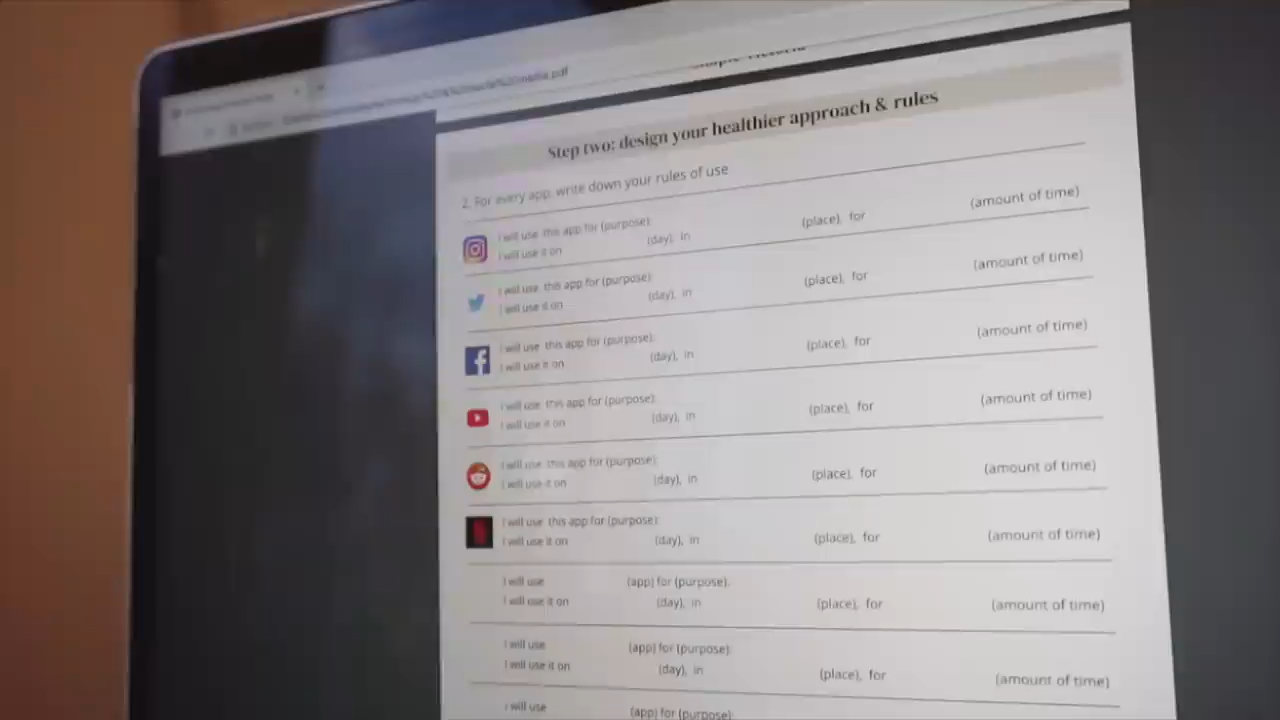 media.pdf
Step two: design your healthier approach & rules
2. For every app, write down your rules of use
I will use this app for (purpose):
I will use it on (day), in (place), for (amount of time)
I will use this app for (purpose):
I will use it on (day), in (place), for (amount of time)
I will use this app for (purpose):
I will use it on (day), in (place), for (amount of time)
I will use this app for (purpose):
I will use it on (day), in (place), for (amount of time)
I will use this app for (purpose):
I will use it on (day), in (place), for (amount of time)
I will use this app for (purpose):
I will use it on (day), in (place), for (amount of time)
I will use (app) for (purpose):
I will use it on (day), in (place), for (amount of time)
I will use (app) for (purpose):
I will use it on (day), in (place), for (amount of time)
I will use (app) for (purpose):